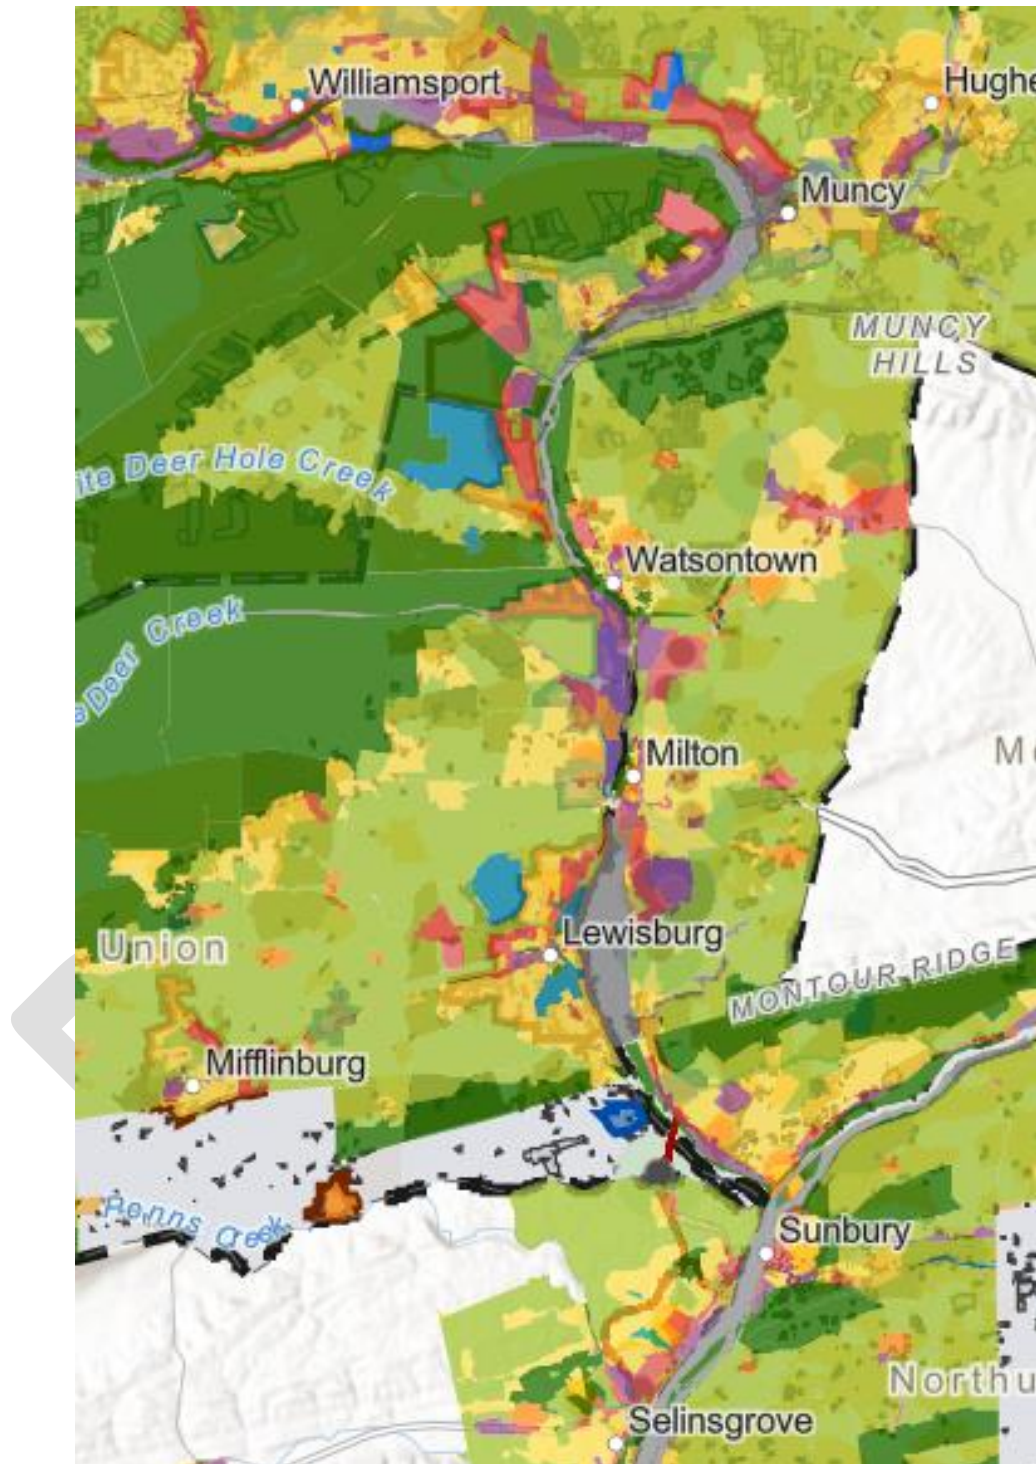 Williamsport
Hughe
Muncy
MUNCY
HILLS
ite Deer Hole Creek
Watsontown
Deer Creek
Milton
Lewisburg
Union
MONTOUR RIDGE
Mifflinburg
Penns Creek
Sunbury
Northu
Selinsgrove